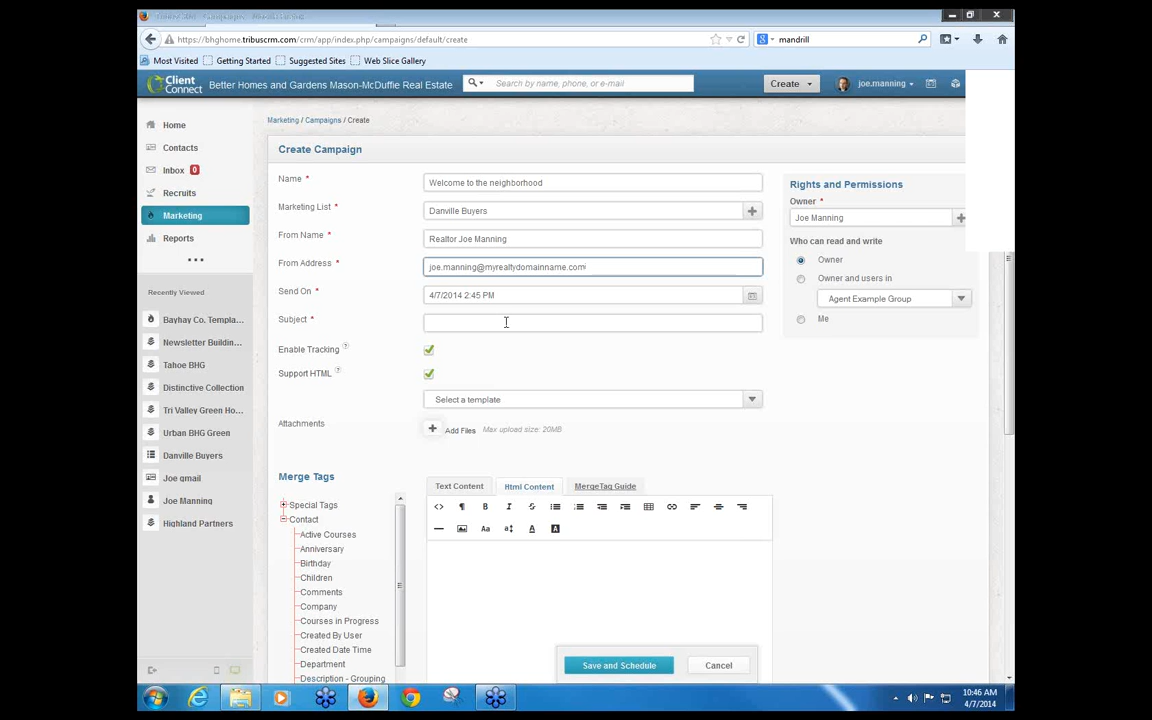 https://bhghome.tribuscrm.com/crm/app/index.php/campaigns/default/create
mandrill
Most Visited
Getting Started
Suggested Sites
Web Slice Gallery
Client Connect
Better Homes and Gardens Mason-McDuffie Real Estate
Search by name, phone, or e-mail
Create
joe.manning
Home
Contacts
Inbox 0
Recruits
Marketing
Reports
Recently Viewed
Bayhay Co. Templa...
Newsletter Buildin...
Tahoe BHG
Distinctive Collection
Tri Valley Green Ho...
Urban BHG Green
Danville Buyers
Joe gmail
Joe Manning
Highland Partners
Marketing / Campaigns / Create
Create Campaign
Name *
Welcome to the neighborhood
Marketing List *
Danville Buyers
From Name *
Realtor Joe Manning
From Address *
joe.manning@myrealtydomainname.com
Send On *
4/7/2014 2:45 PM
Subject *
Enable Tracking ?
Support HTML ?
Select a template
Attachments
Add Files Max upload size: 20MB
Rights and Permissions
Owner *
Joe Manning
Who can read and write
Owner
Owner and users in
Agent Example Group
Me
Merge Tags
Special Tags
Contact
Active Courses
Anniversary
Birthday
Children
Comments
Company
Courses in Progress
Created By User
Created Date Time
Department
Description - Grouping
Text Content
Html Content
MergeTag Guide
Save and Schedule
Cancel
10:46 AM
4/7/2014